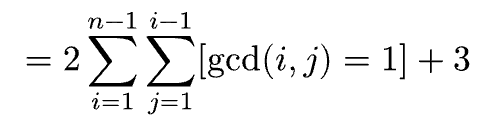 = 2 \sum_{i=1}^{n-1} \sum_{j=1}^{i-1} [\gcd(i, j) = 1] + 3